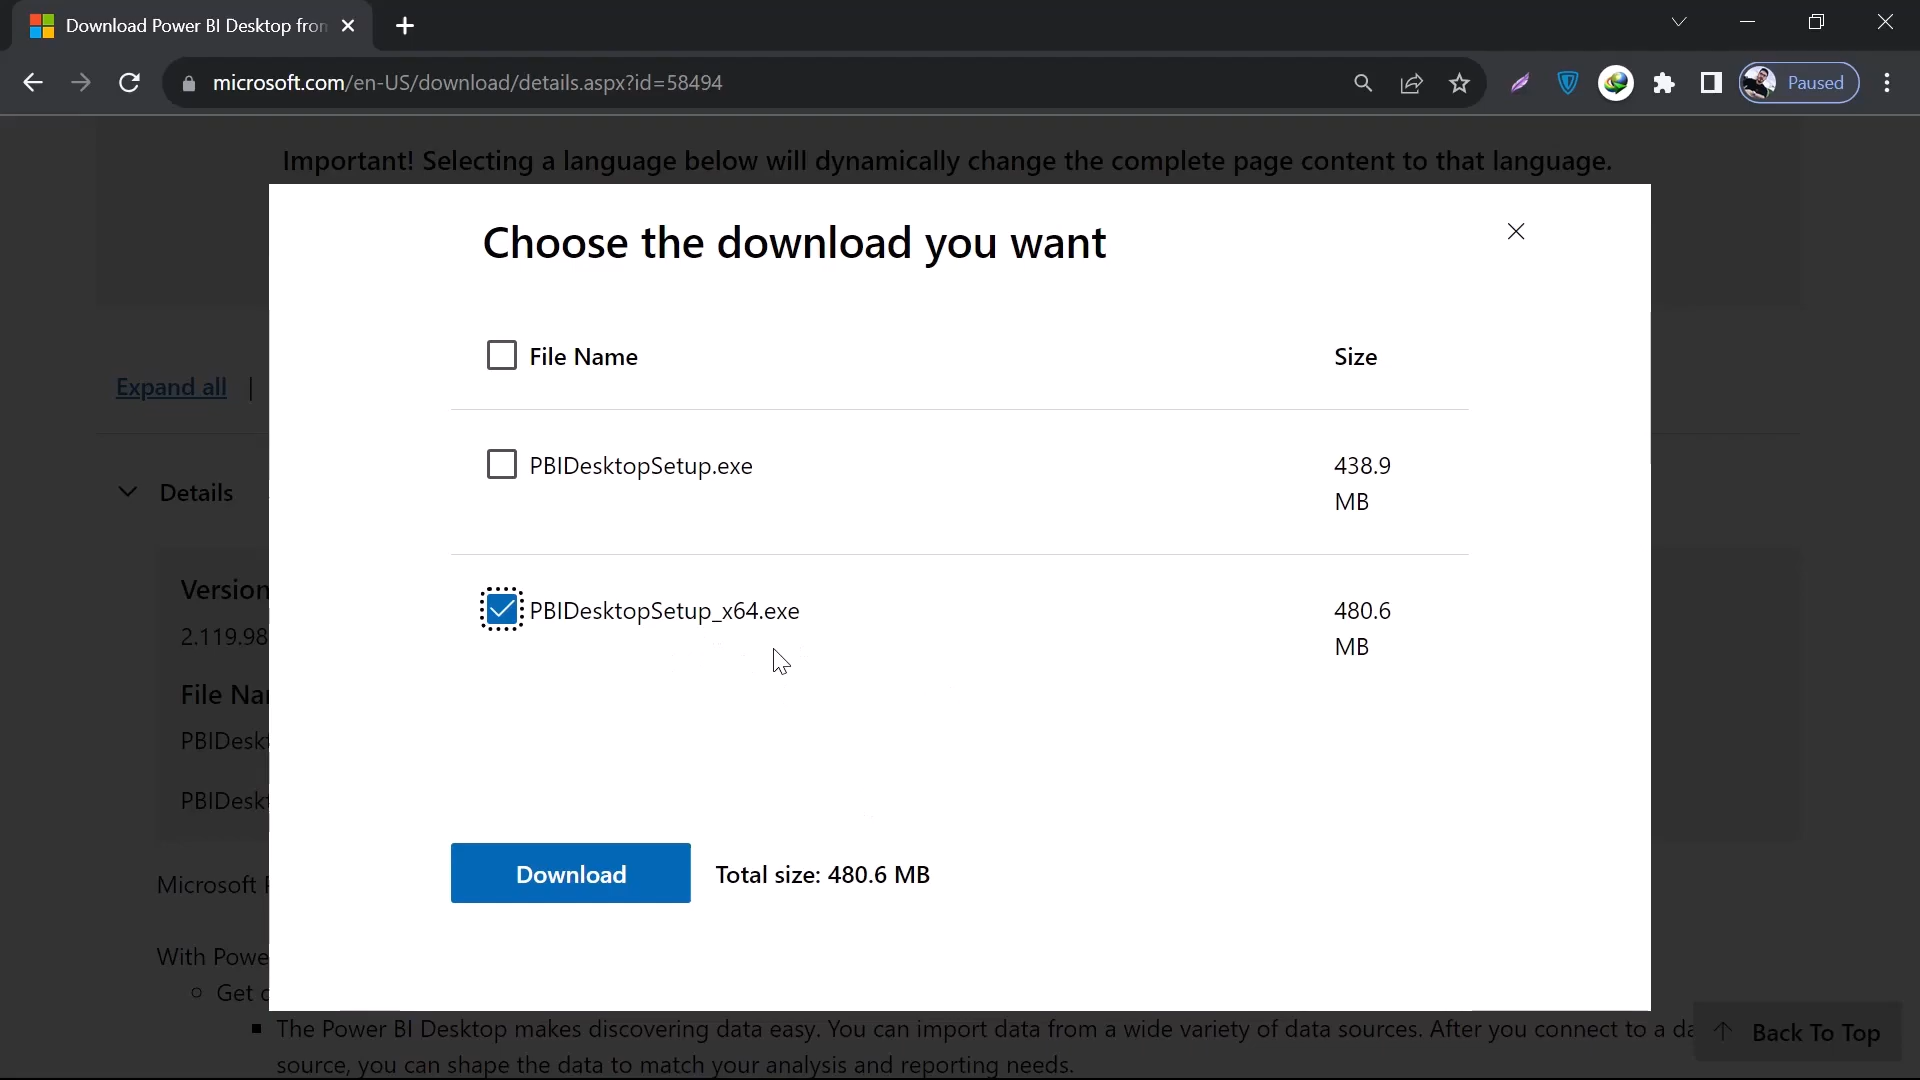 Download Power BI Desktop fron
microsoft.com/en-US/download/details.aspx?id=58494
Paused
Important! Selecting a language below will dynamically change the complete page content to that language.
Choose the download you want
File Name Size
Expand all |
PBIDesktopSetup.exe 438.9
MB
Details
Version
PBIDesktopSetup_x64.exe 480.6
MB
2.119.98
File Nar
PBIDeskt
PBIDeskt
Download Total size: 480.6 MB
Microsoft
With Powe
Get
The Power BI Desktop makes discovering data easy. You can import data from a wide variety of data sources. After you connect to a da
source, you can shape the data to match your analysis and reporting needs.
Back To Top